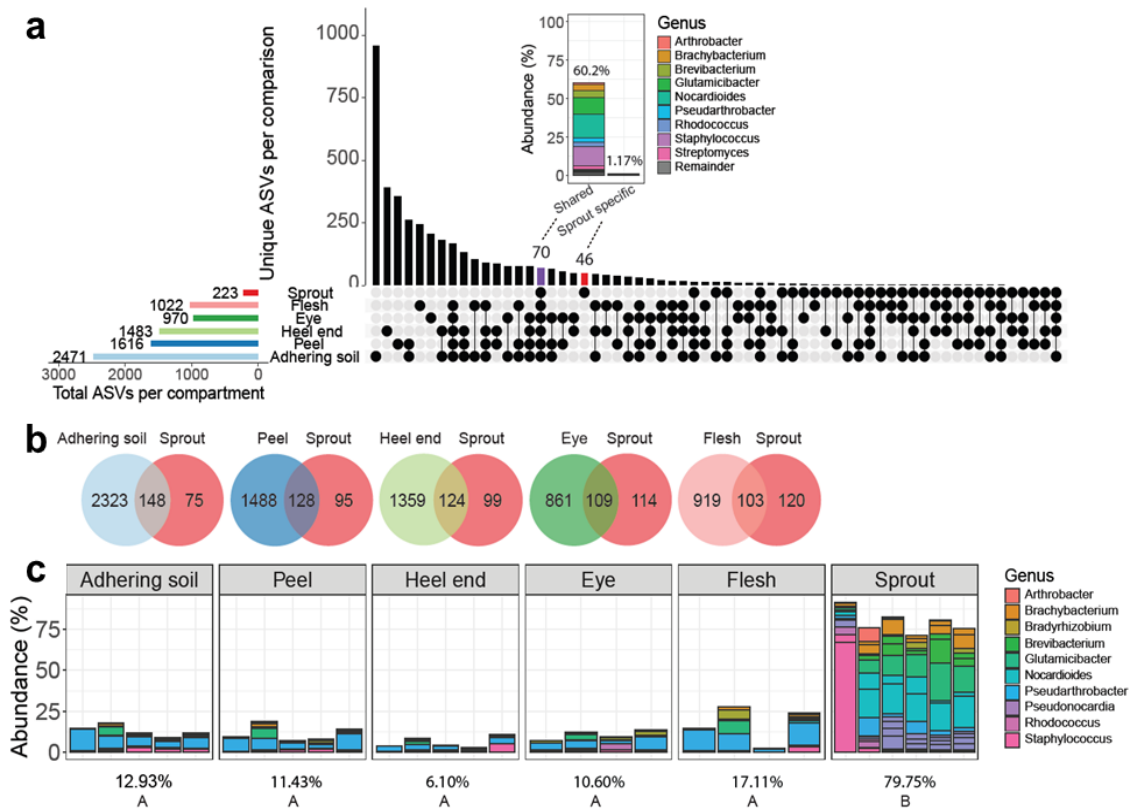 a
Unique ASVs per comparison
1000
750
500
250
0
Abundance (%)
100
75
50
25
0
60.2%
1.17%
Shared
Sprout specific
70
46
Genus
Arthrobacter
Brachybacterium
Brevibacterium
Glutamicibacter
Nocardioides
Pseudarthrobacter
Rhodococcus
Staphylococcus
Streptomyces
Remainder
223 Sprout
1022 Flesh
970 Eye
1483 Heel end
1616 Peel
2471 Adhering soil
3000 2000 1000 0
Total ASVs per compartment
b
Adhering soil Sprout Peel Sprout Heel end Sprout Eye Sprout Flesh Sprout
2323 148 75 1488 128 95 1359 124 99 861 109 114 919 103 120
c
Adhering soil Peel Heel end Eye Flesh Sprout
Abundance (%)
75
50
25
0
12.93% 11.43% 6.10% 10.60% 17.11% 79.75%
A A A A A B
Genus
Arthrobacter
Brachybacterium
Bradyrhizobium
Brevibacterium
Glutamicibacter
Nocardioides
Pseudarthrobacter
Pseudonocardia
Rhodococcus
Staphylococcus